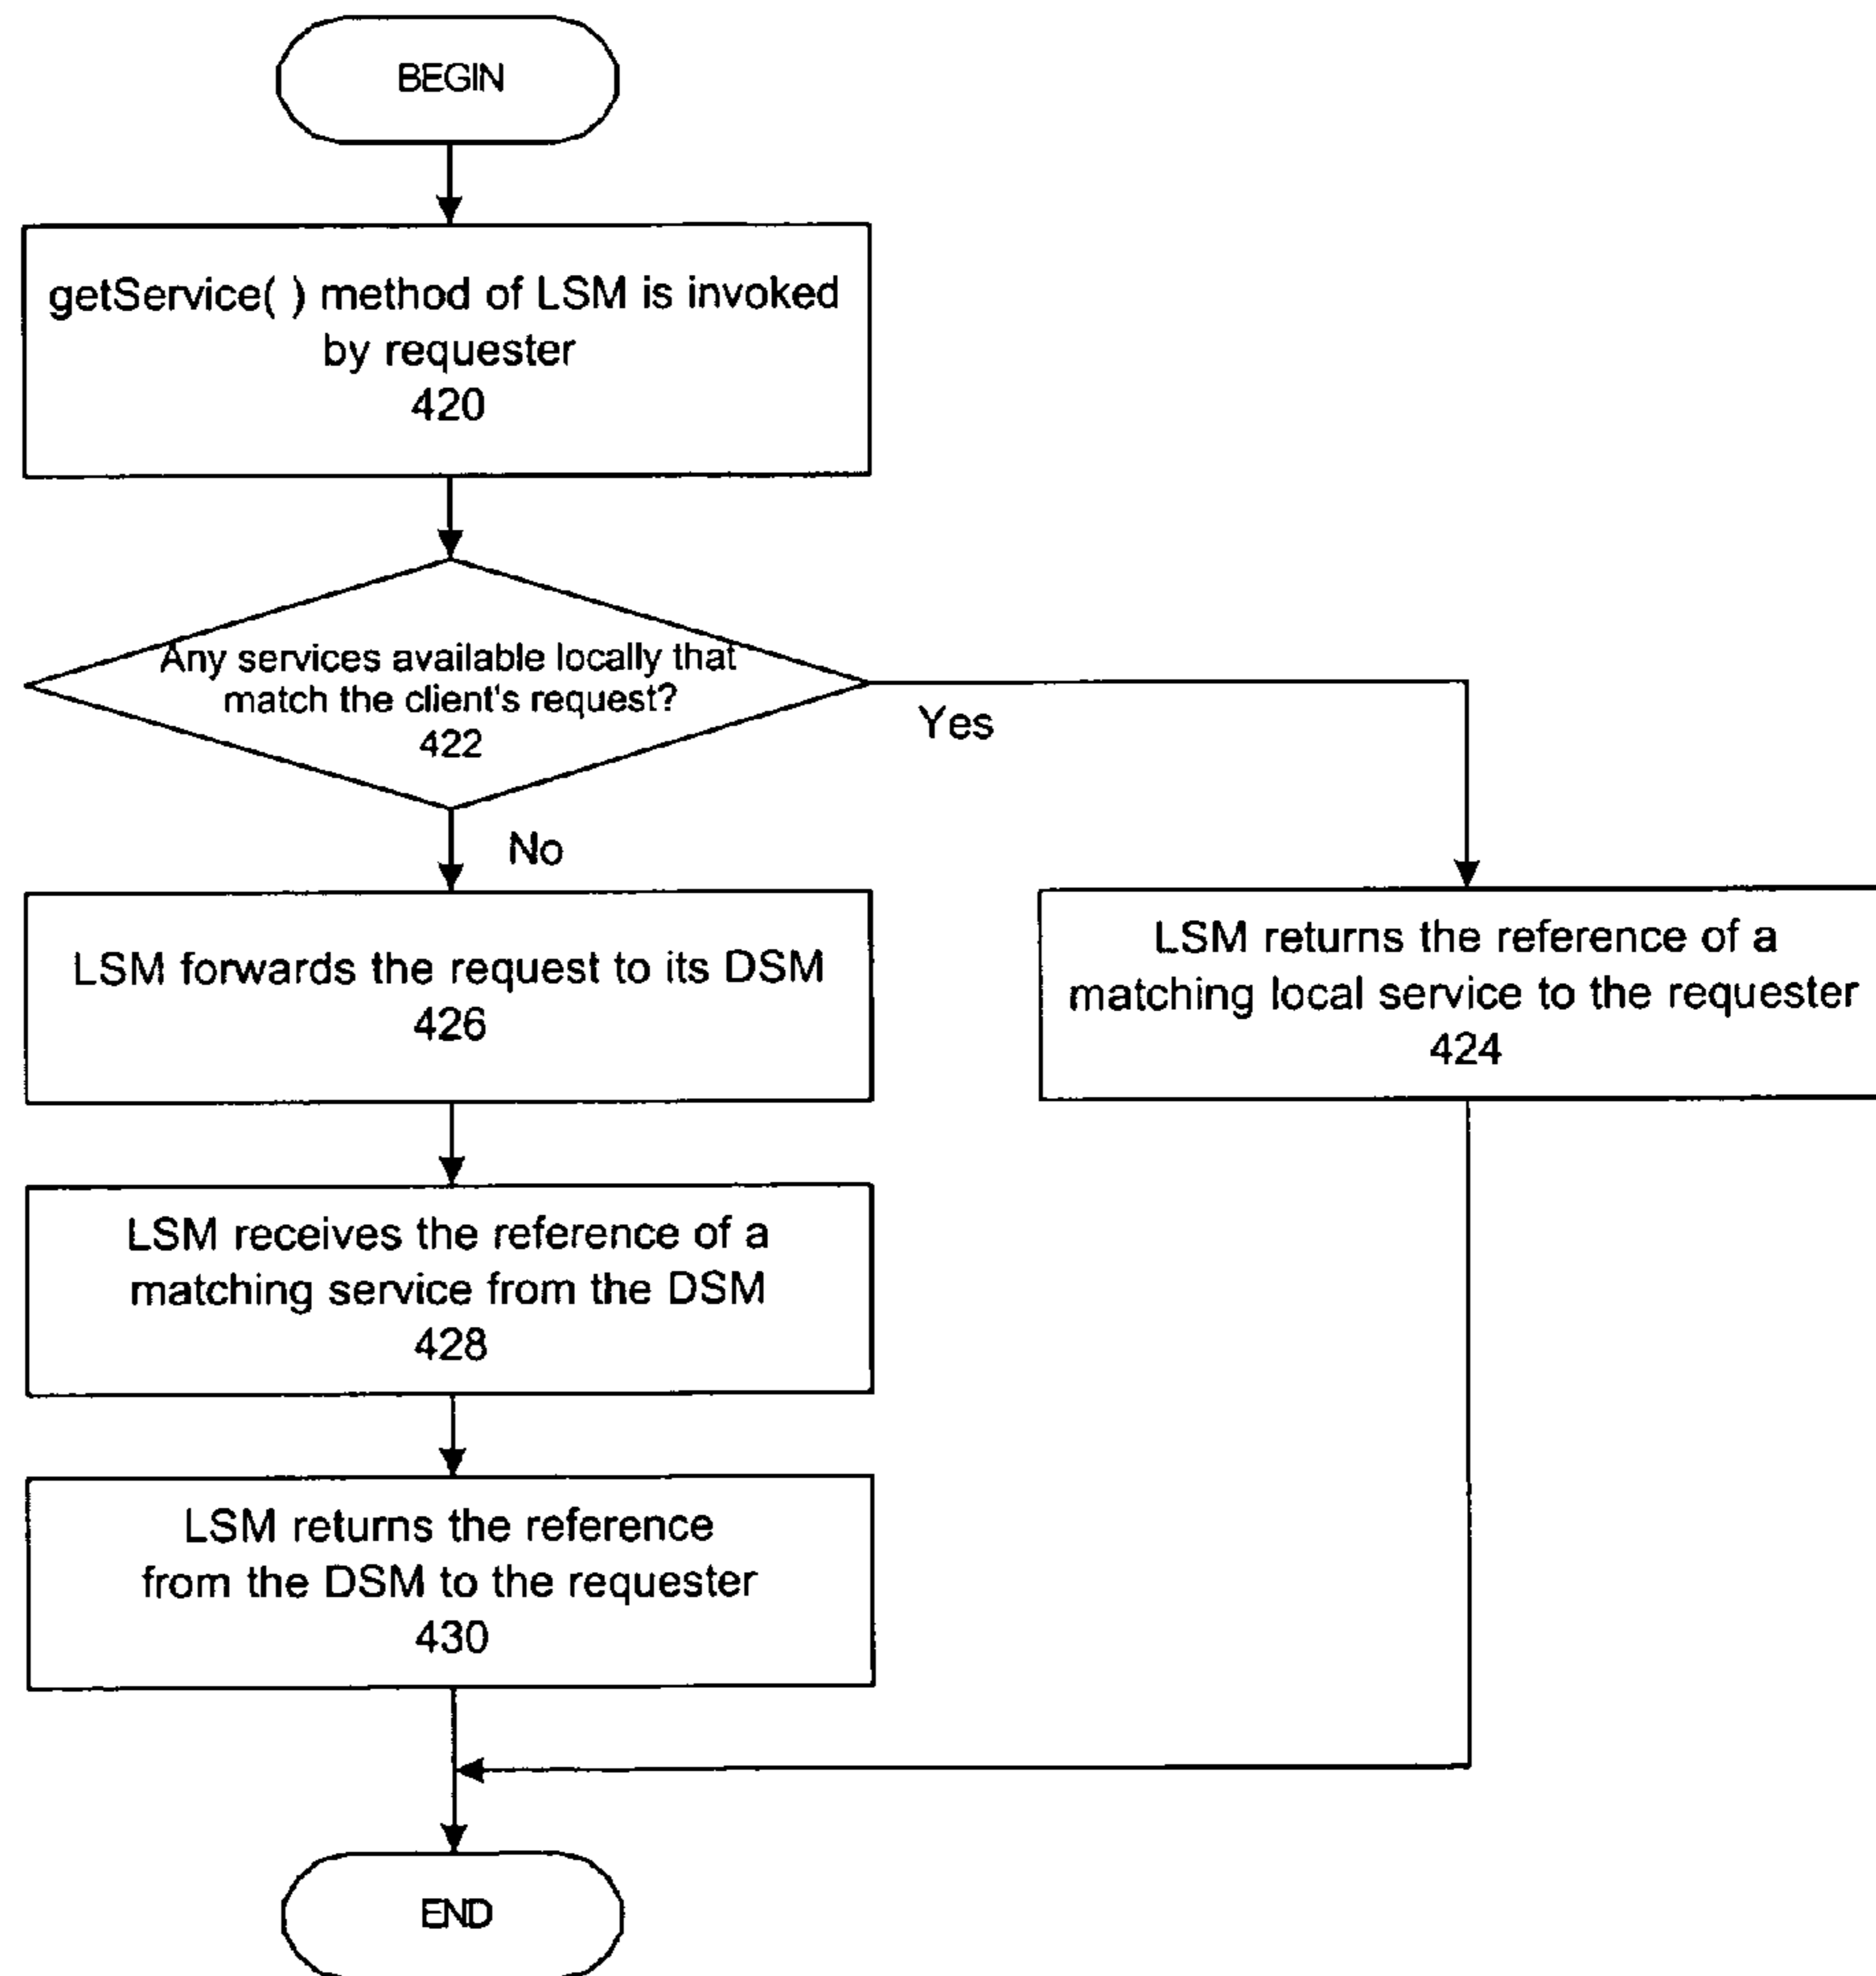 BEGIN
getService( ) method of LSM is invoked
by requester
420
Any services available locally that
match the client's request?
422
Yes
No
LSM forwards the request to its DSM
426
LSM returns the reference of a
matching local service to the requester
424
LSM receives the reference of a
matching service from the DSM
428
LSM returns the reference
from the DSM to the requester
430
END